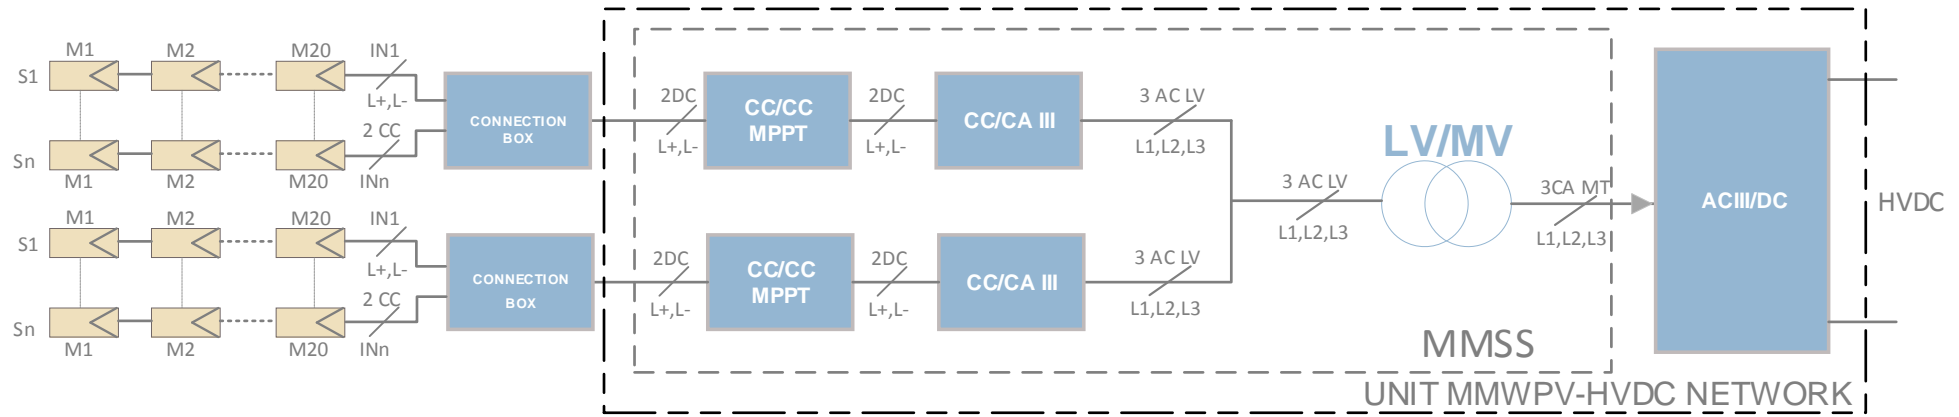 M1 M2 M20 IN1
S1
L+,L-
2 CC
Sn
M1 M2 M20 INn
CONNECTION
BOX
M1 M2 M20 IN1
S1
L+,L-
2 CC
Sn
M1 M2 M20 INn
CONNECTION
BOX
2DC
L+,L-
CC/CC
MPPT
2DC
L+,L-
CC/CA III
3 AC LV
L1,L2,L3
2DC
L+,L-
CC/CC
MPPT
2DC
L+,L-
CC/CA III
3 AC LV
L1,L2,L3
3 AC LV
L1,L2,L3
LV/MV
3CA MT
L1,L2,L3
ACIII/DC
HVDC
MMSS
UNIT MMWPV-HVDC NETWORK